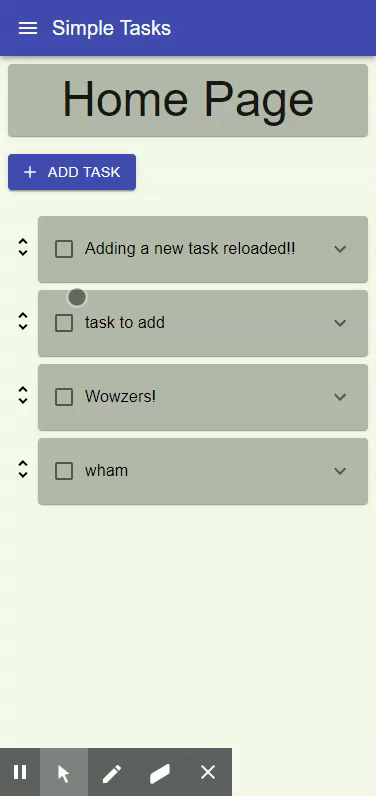 Simple Tasks
Home Page
ADD TASK
Adding a new task reloaded!!
task to add
Wowzers!
wham